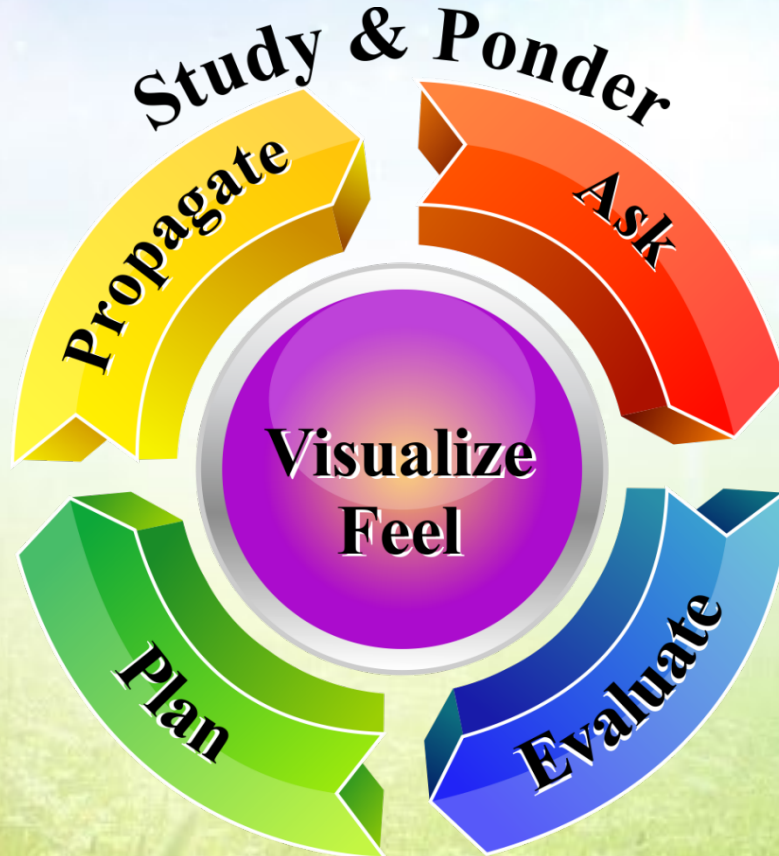 Study & Ponder
Propagate
Ask
Visualize
Feel
Plan
Evaluate